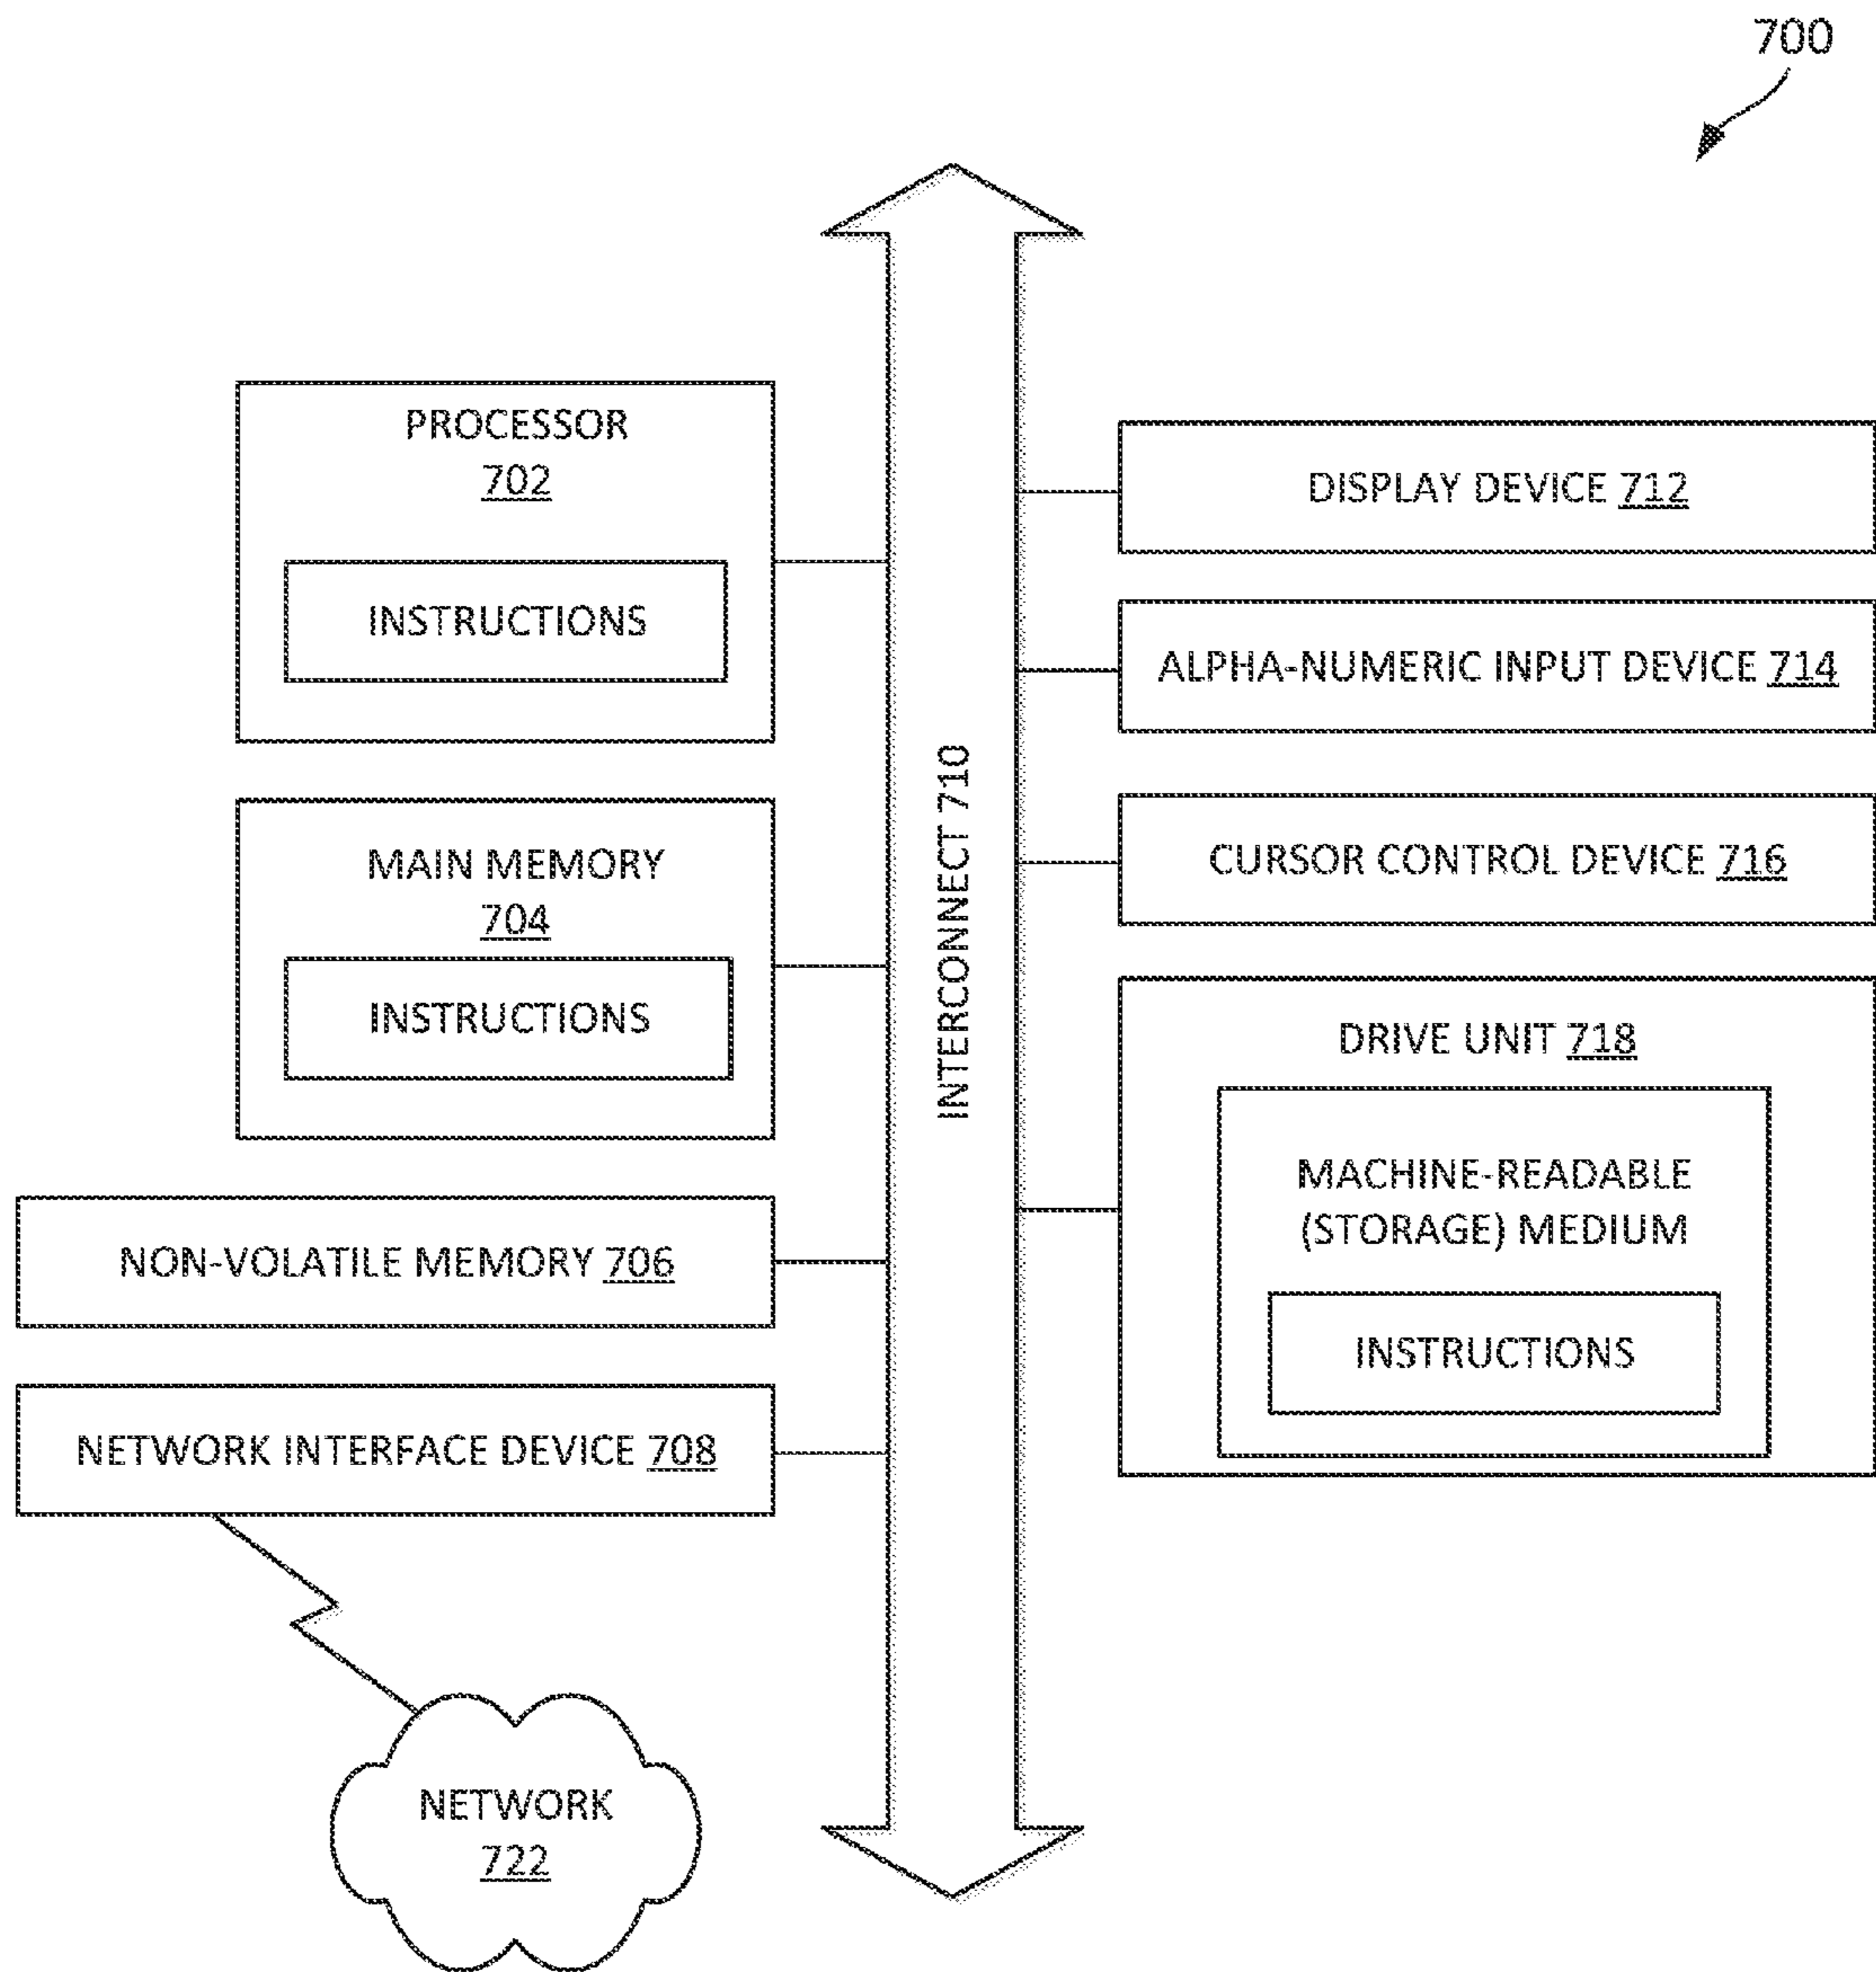 700
PROCESSOR
702
INSTRUCTIONS
MAIN MEMORY
704
INSTRUCTIONS
NON-VOLATILE MEMORY 706
NETWORK INTERFACE DEVICE 708
NETWORK
722
INTERCONNECT 710
DISPLAY DEVICE 712
ALPHA-NUMERIC INPUT DEVICE 714
CURSOR CONTROL DEVICE 716
DRIVE UNIT 718
MACHINE-READABLE
(STORAGE) MEDIUM
INSTRUCTIONS